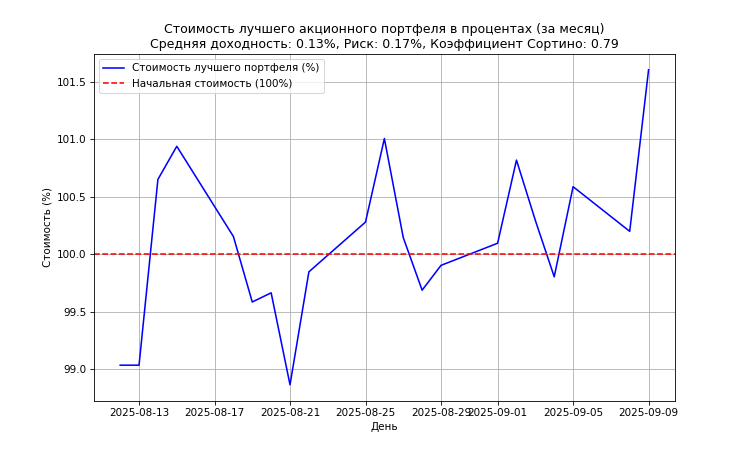 Стоимость лучшего акционного портфеля в процентах (за месяц)
Средняя доходность: 0.13%, Риск: 0.17%, Коэффициент Сортино: 0.79
Стоимость лучшего портфеля (%)
Начальная стоимость (100%)
Стоимость (%)
101.5
101.0
100.5
100.0
99.5
99.0
2025-08-13
2025-08-17
2025-08-21
2025-08-25
2025-08-29
2025-09-01
2025-09-05
2025-09-09
День